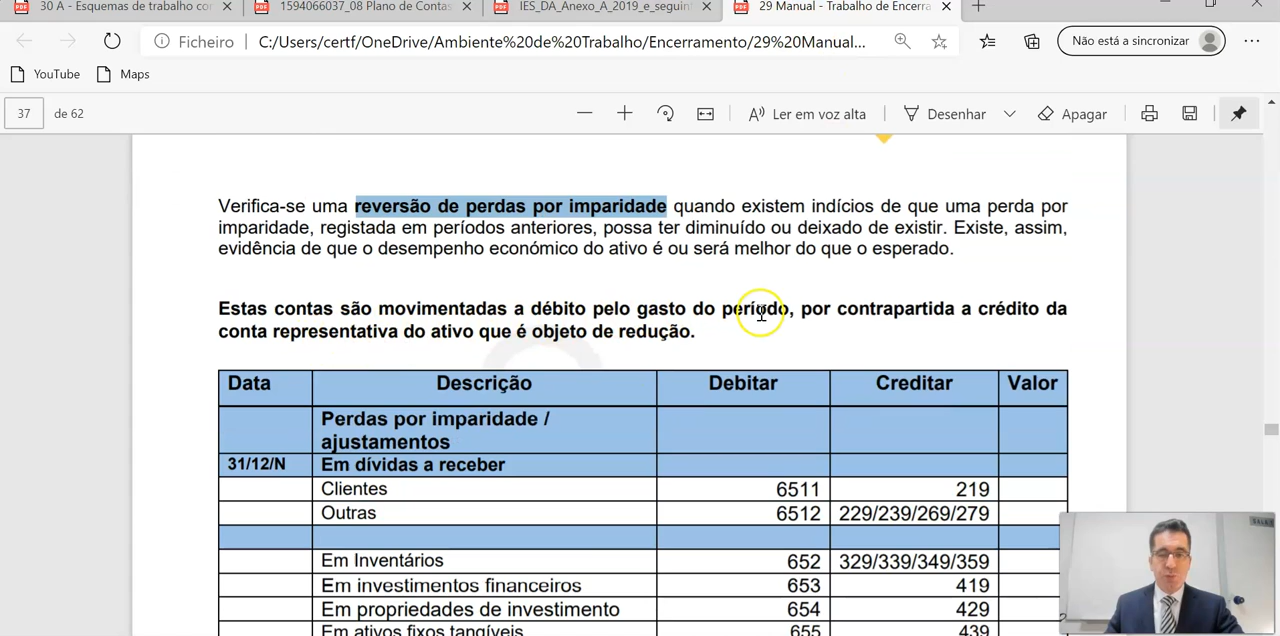 30 A - Esquemas de trabalho co
1594066037_08 Plano de Contas
IES_DA_Anexo_A_2019_e_seguin
29 Manual - Trabalho de Encerra
Ficheiro
C:/Users/certf/OneDrive/Ambiente%20de%20Trabalho/Encerramento/29%20Manual...
Não está a sincronizar
YouTube
Maps
37
de 62
Ler em voz alta
Desenhar
Apagar
Verifica-se uma reversão de perdas por imparidade quando existem indícios de que uma perda por
imparidade, registada em períodos anteriores, possa ter diminuído ou deixado de existir. Existe, assim,
evidência de que o desempenho económico do ativo é ou será melhor do que o esperado.
Estas contas são movimentadas a débito pelo gasto do período, por contrapartida a crédito da
conta representativa do ativo que é objeto de redução.
Data Descrição Debitar Creditar Valor
Perdas por imparidade /
ajustamentos
31/12/N Em dívidas a receber
Clientes 6511 219
Outras 6512 229/239/269/279
Em Inventários 652 329/339/349/359
Em investimentos financeiros 653 419
Em propriedades de investimento 654 429
Em ativos fixos tangíveis 655 439